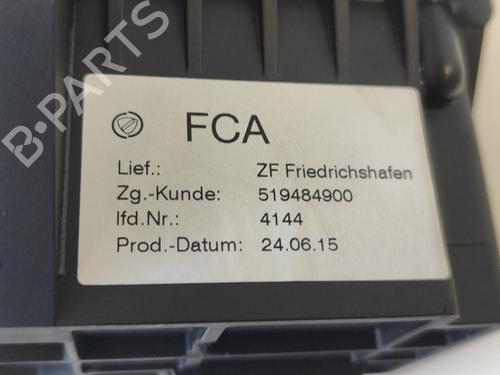 B-PARTS
FCA
Lief.: ZF Friedrichshafen
Zg.-Kunde: 519484900
lfd.Nr.: 4144
Prod.-Datum: 24.06.15